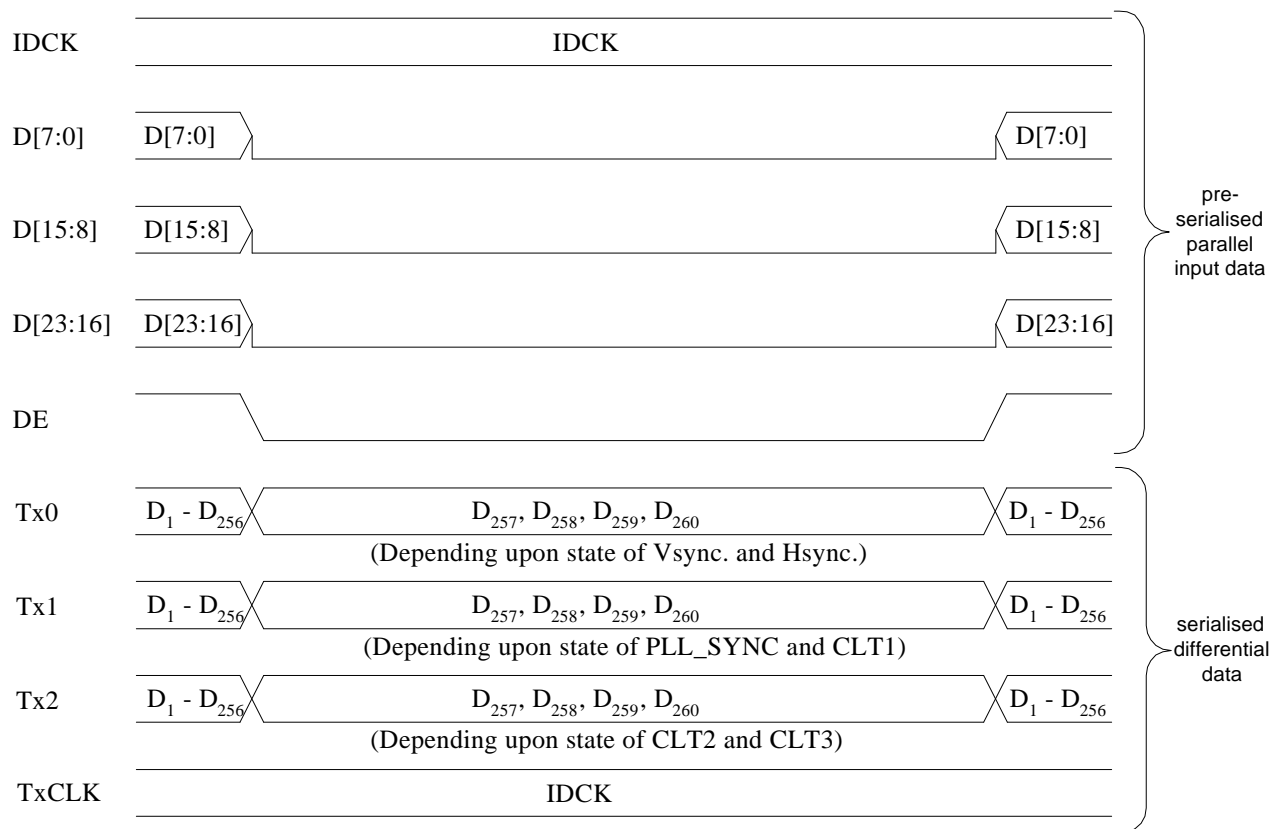 IDCK IDCK
D[7:0] D[7:0] D[7:0]
D[15:8] D[15:8] D[15:8]
D[23:16] D[23:16] D[23:16]
DE
pre-
serialised
parallel
input data
Tx0 D₁ - D₂₅₆ D₂₅₇, D₂₅₈, D₂₅₉, D₂₆₀ D₁ - D₂₅₆
(Depending upon state of Vsync. and Hsync.)
Tx1 D₁ - D₂₅₆ D₂₅₇, D₂₅₈, D₂₅₉, D₂₆₀ D₁ - D₂₅₆
(Depending upon state of PLL_SYNC and CLT1)
Tx2 D₁ - D₂₅₆ D₂₅₇, D₂₅₈, D₂₅₉, D₂₆₀ D₁ - D₂₅₆
(Depending upon state of CLT2 and CLT3)
TxCLK IDCK
serialised
differential
data